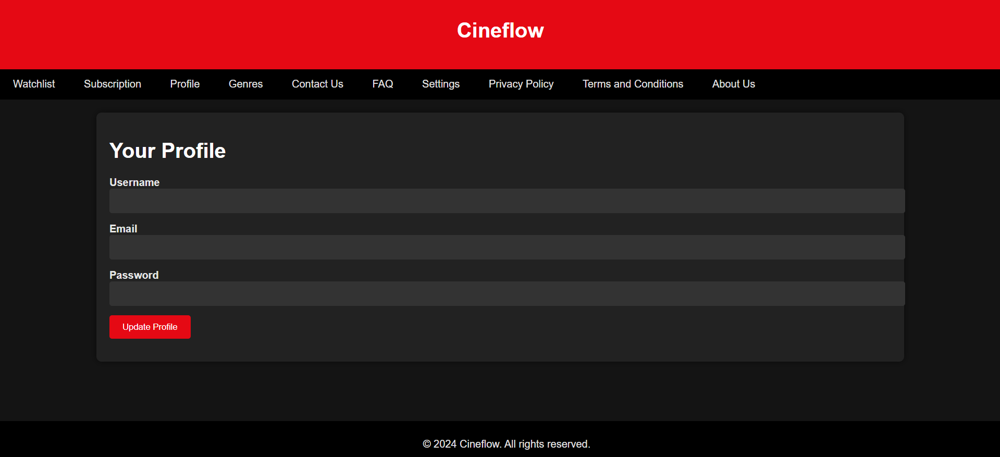 Cineflow
Watchlist Subscription Profile Genres Contact Us FAQ Settings Privacy Policy Terms and Conditions About Us
Your Profile
Username
Email
Password
Update Profile
© 2024 Cineflow. All rights reserved.